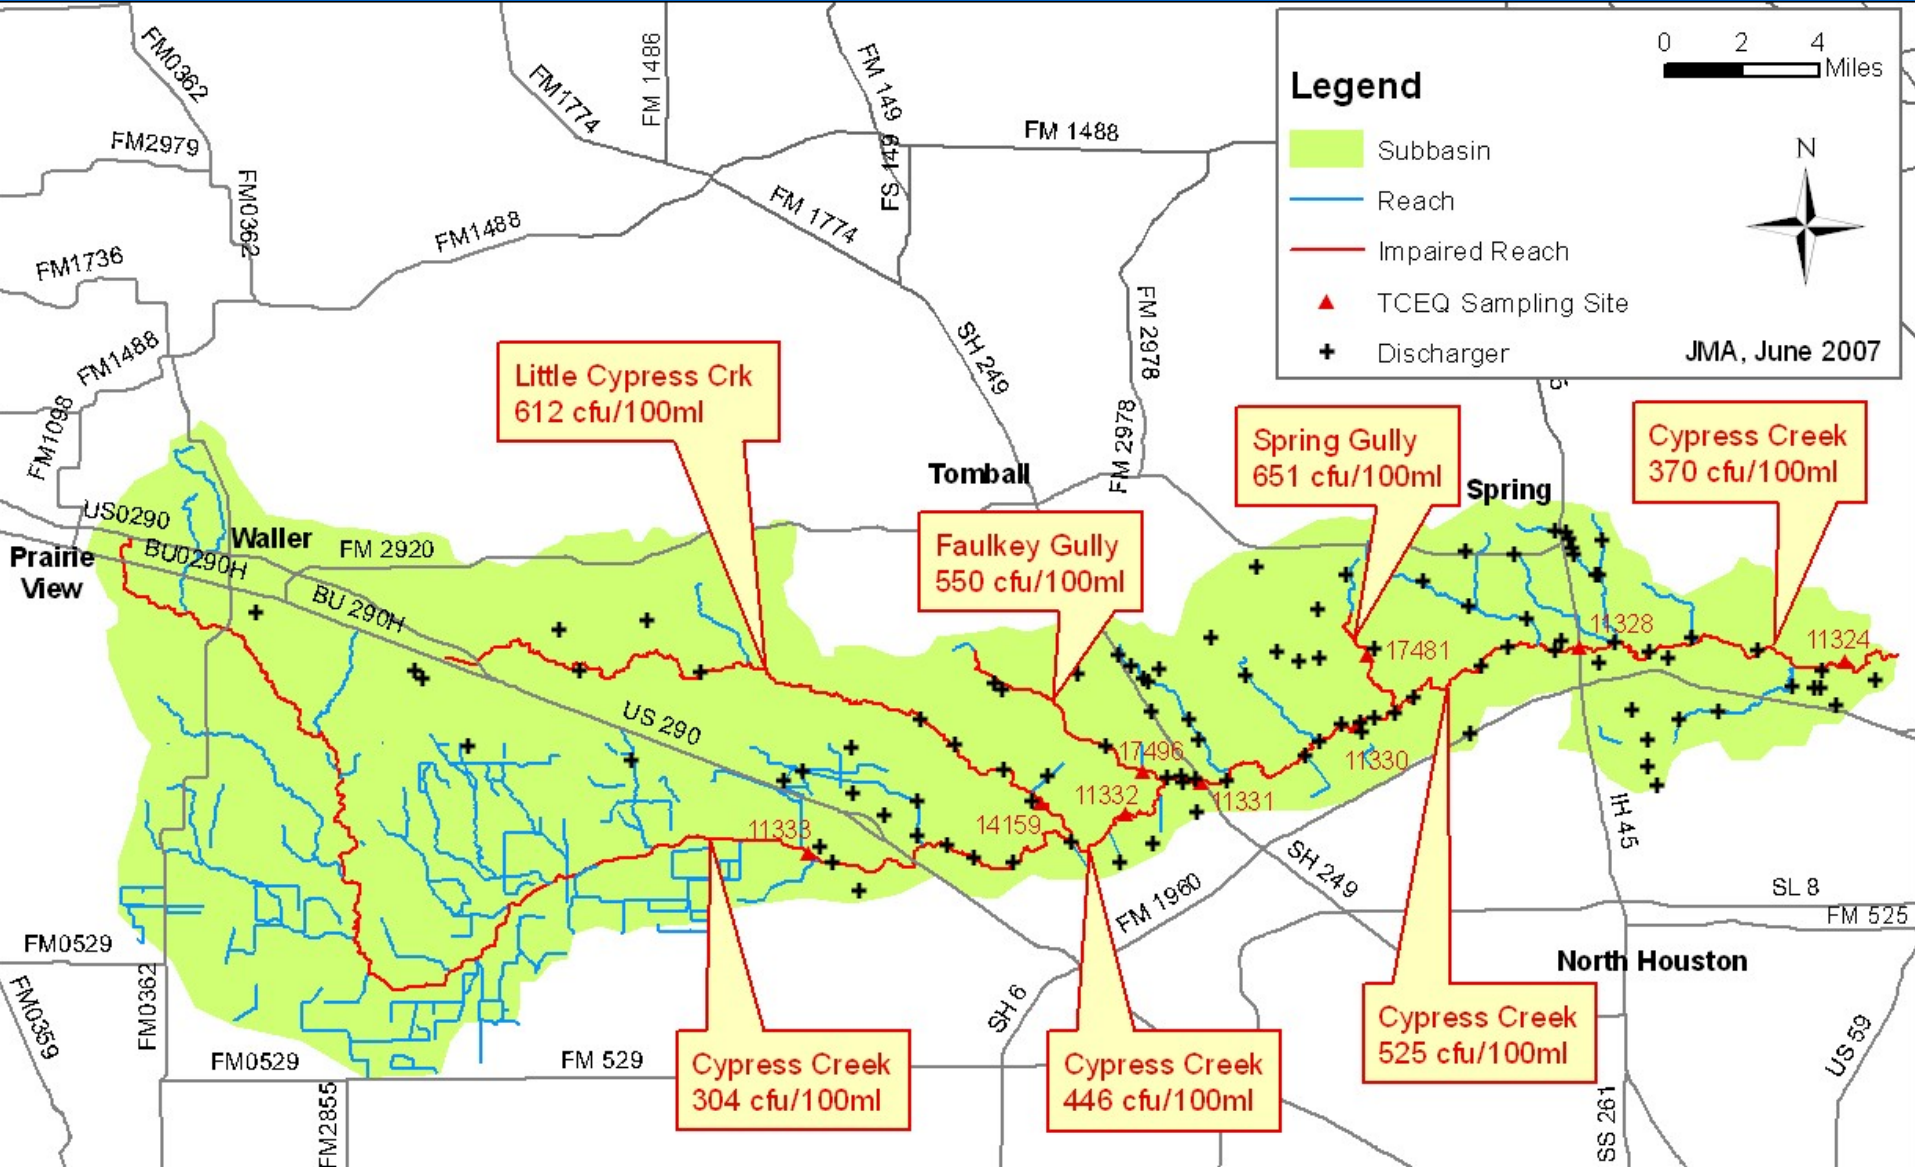 FM0362
FM2979
FM0362
FM1736
FM1488
FM1098
FM1488
FM1774
FM 1486
FM 149
FS 149
FM 1488
FM 1774
SH 249
FM 2978
FM 2978
Legend
0 2 4
Miles
Subbasin
Reach
Impaired Reach
TCEQ Sampling Site
Discharger
N
JMA, June 2007
Little Cypress Crk
612 cfu/100ml
Spring Gully
651 cfu/100ml
Cypress Creek
370 cfu/100ml
Faulkey Gully
550 cfu/100ml
Tomball
Spring
US0290
Waller
Prairie
View
BU0290H
FM 2920
BU 290H
US 290
11328
11324
17481
17496
11330
11332
11331
11333
14159
IH 45
SH 249
FM 1960
SL 8
FM 525
North Houston
FM0529
FM0359
FM0362
FM0529
FM2855
FM 529
SH 6
Cypress Creek
304 cfu/100ml
Cypress Creek
446 cfu/100ml
Cypress Creek
525 cfu/100ml
SS 261
US 59